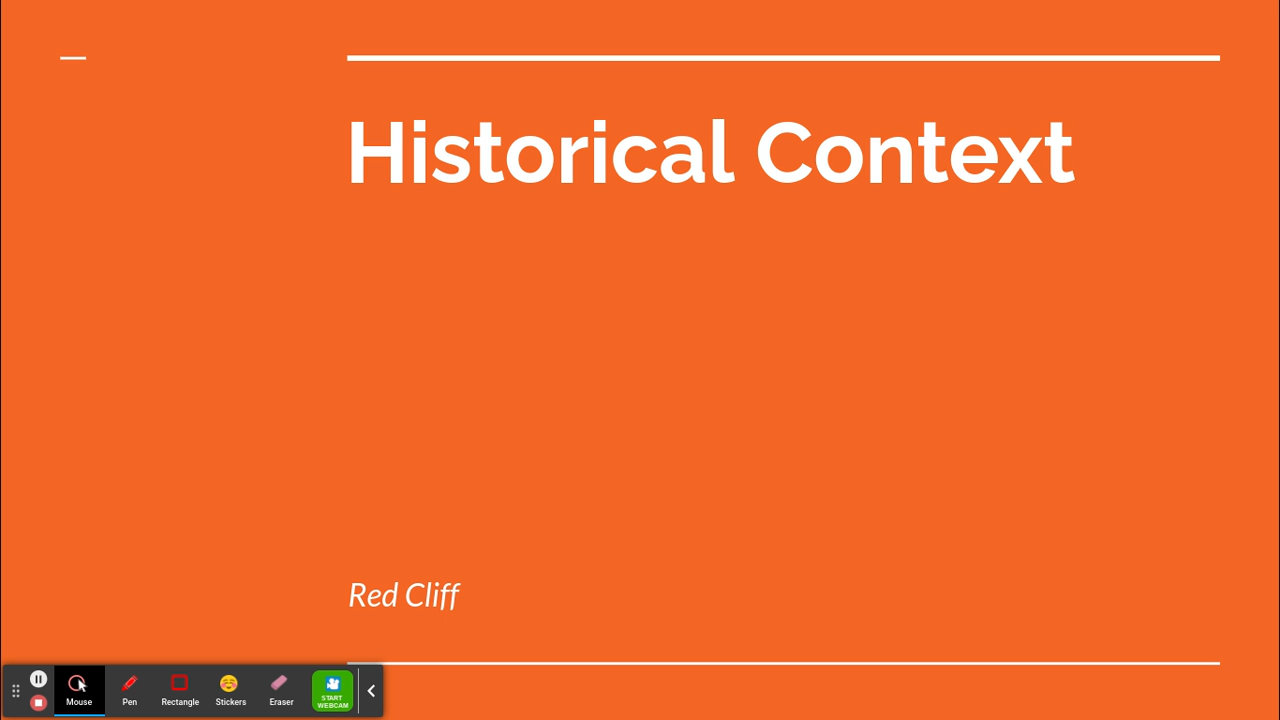 Historical Context
Red Cliff
Mouse
Pen
Rectangle
Stickers
Eraser
START
WEBCAM